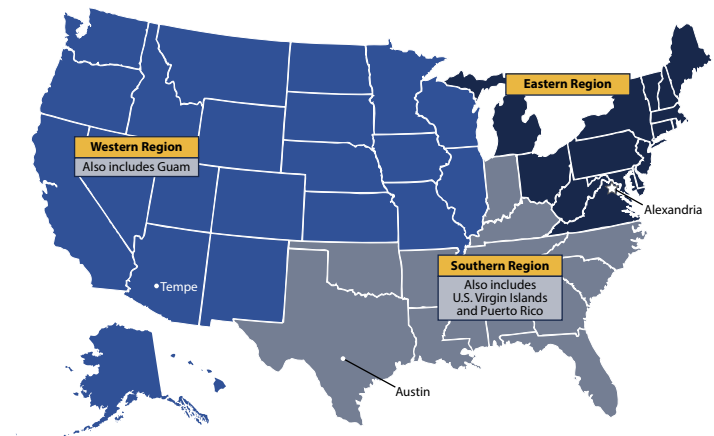 Eastern Region
Western Region
Also includes Guam
Alexandria
Southern Region
Also includes
U.S. Virgin Islands
and Puerto Rico
Tempe
Austin